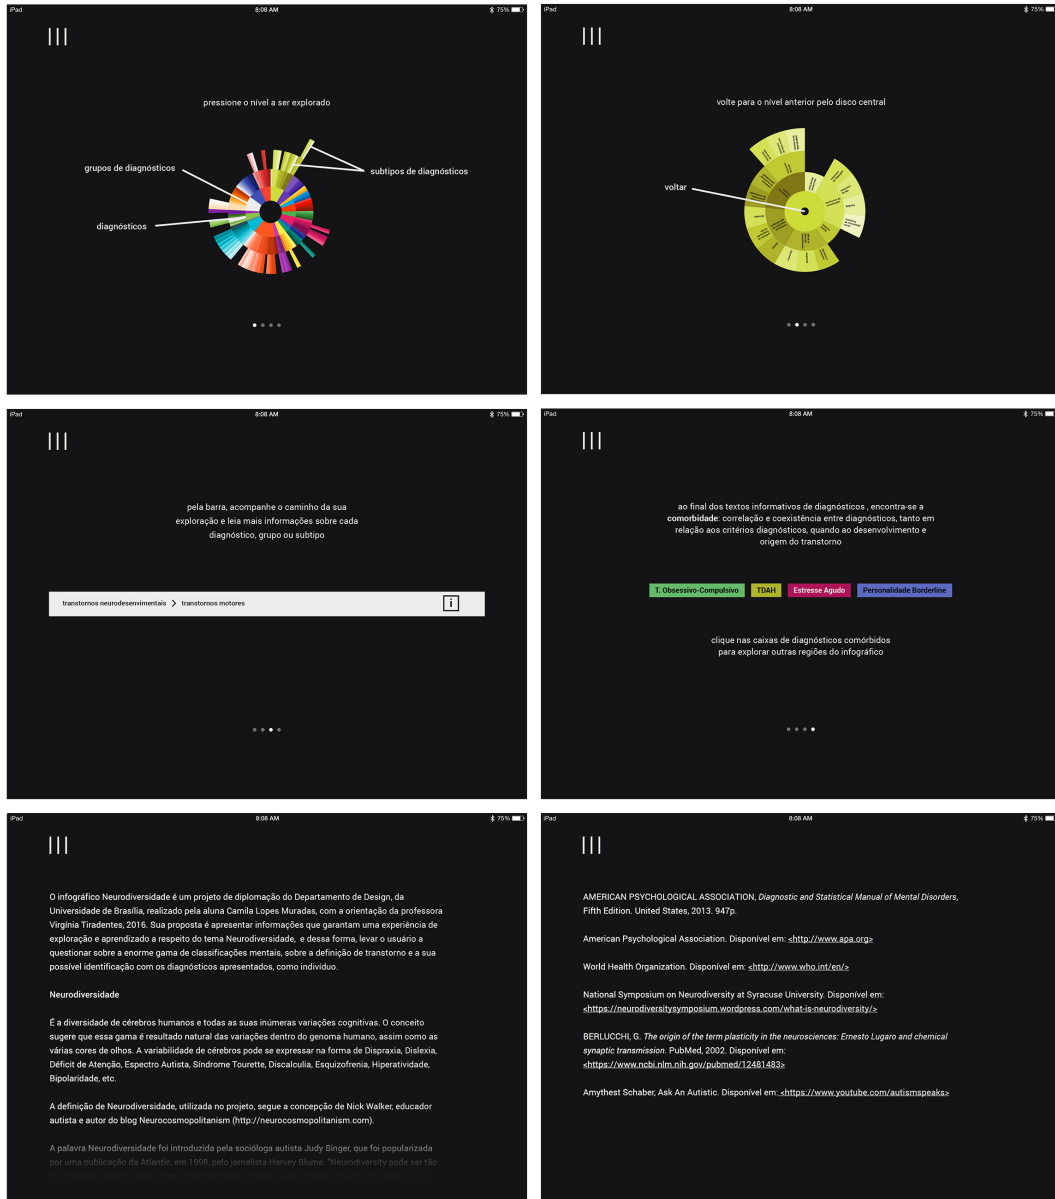 iPad 8:08 AM 75%
pressione o nível a ser explorado
grupos de diagnósticos
subtipos de diagnósticos
diagnósticos
iPad 8:08 AM 75%
volte para o nível anterior pelo disco central
voltar
iPad 8:08 AM 75%
pela barra, acompanhe o caminho da sua
exploração e leia mais informações sobre cada
diagnóstico, grupo ou subtipo
transtornos neurodesenvimentais > transtornos motores i
iPad 8:08 AM 75%
ao final dos textos informativos de diagnósticos , encontra-se a
comorbidade: correlação e coexistência entre diagnósticos, tanto em
relação aos critérios diagnósticos, quando ao desenvolvimento e
origem do transtorno
T. Obsessivo-Compulsivo TDAH Estresse Agudo Personalidade Borderline
clique nas caixas de diagnósticos comórbidos
para explorar outras regiões do infográfico
iPad 8:08 AM 75%
O infográfico Neurodiversidade é um projeto de diplomação do Departamento de Design, da
Universidade de Brasília, realizado pela aluna Camila Lopes Muradas, com a orientação da professora
Virgínia Tiradentes, 2016. Sua proposta é apresentar informações que garantam uma experiência de
exploração e aprendizado a respeito do tema Neurodiversidade, e dessa forma, levar o usuário a
questionar sobre a enorme gama de classificações mentais, sobre a definição de transtorno e a sua
possível identificação com os diagnósticos apresentados, como indivíduo.
Neurodiversidade
É a diversidade de cérebros humanos e todas as suas inúmeras variações cognitivas. O conceito
sugere que essa gama é resultado natural das variações dentro do genoma humano, assim como as
várias cores de olhos. A variabilidade de cérebros pode se expressar na forma de Dispraxia, Dislexia,
Déficit de Atenção, Espectro Autista, Síndrome Tourette, Discalculia, Esquizofrenia, Hiperatividade,
Bipolaridade, etc.
A definição de Neurodiversidade, utilizada no projeto, segue a concepção de Nick Walker, educador
autista e autor do blog Neurocosmopolitanism (http://neurocosmopolitanism.com).
A palavra Neurodiversidade foi introduzida pela socióloga autista Judy Singer, que foi popularizada
por uma publicação da Atlantic, em 1998, pelo jornalista Harvey Blume. "Neurodiversity pode ser tão
iPad 8:08 AM 75%
AMERICAN PSYCHOLOGICAL ASSOCIATION, Diagnostic and Statistical Manual of Mental Disorders,
Fifth Edition. United States, 2013. 947p.
American Psychological Association. Disponível em: <http://www.apa.org>
World Health Organization. Disponível em: <http://www.who.int/en/>
National Symposium on Neurodiversity at Syracuse University. Disponível em:
<https://neurodiversitysymposium.wordpress.com/what-is-neurodiversity/>
BERLUCCHI, G. The origin of the term plasticity in the neurosciences: Ernesto Lugaro and chemical
synaptic transmission. PubMed, 2002. Disponível em:
<https://www.ncbi.nlm.nih.gov/pubmed/12481483>
Amythest Schaber, Ask An Autistic. Disponível em: <https://www.youtube.com/autismspeaks>